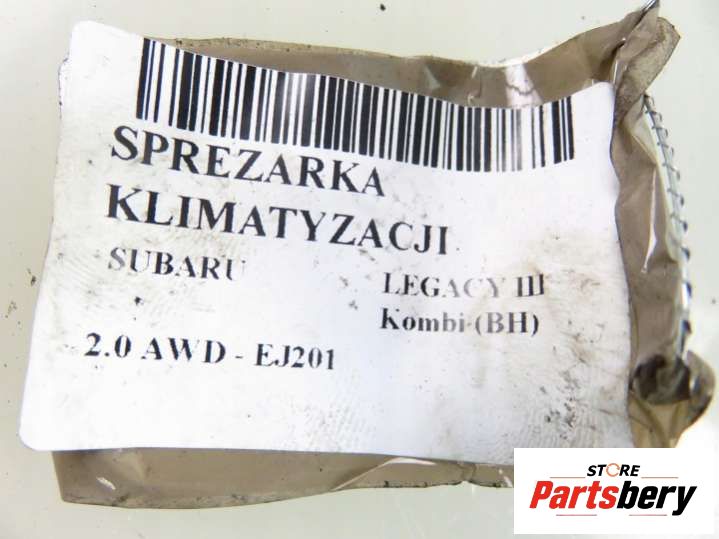 SPREZARKA
KLIMATYZACJI
SUBARU LEGACY III
Kombi (BH)
2.0 AWD - EJ201
STORE
Partsbery